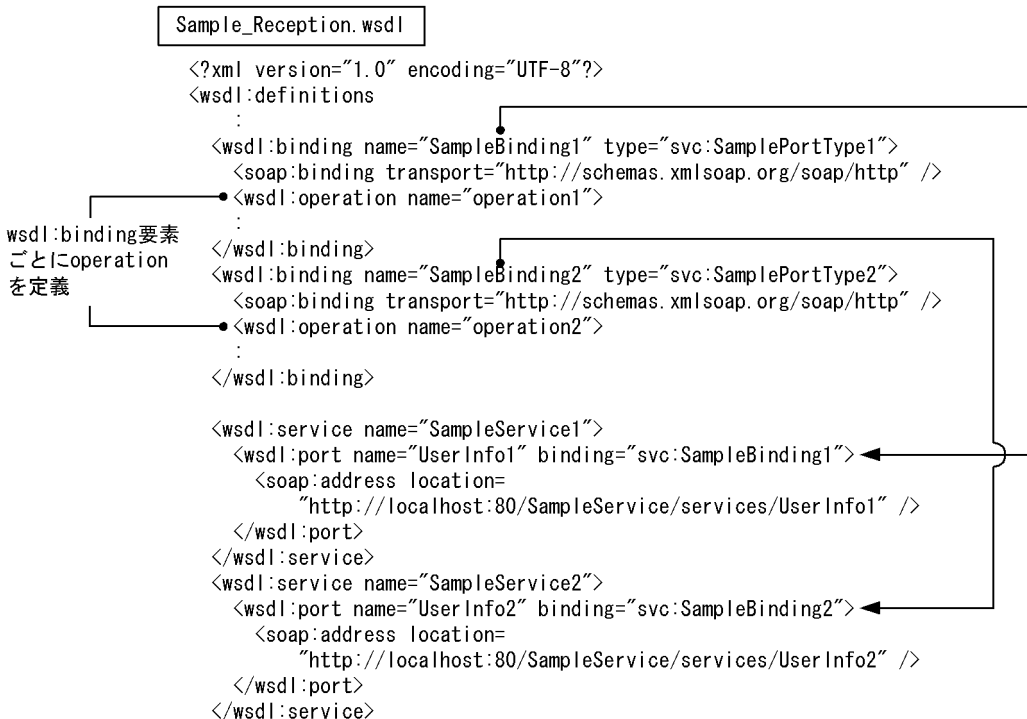 Sample_Reception.wsdl
<?xml version="1.0" encoding="UTF-8"?>
<wsdl:definitions
:
<wsdl:binding name="SampleBinding1" type="svc:SamplePortType1">
<soap:binding transport="http://schemas.xmlsoap.org/soap/http" />
<wsdl:operation name="operation1">
:
</wsdl:binding>
<wsdl:binding name="SampleBinding2" type="svc:SamplePortType2">
<soap:binding transport="http://schemas.xmlsoap.org/soap/http" />
<wsdl:operation name="operation2">
:
</wsdl:binding>
wsdl:binding要素
ごとにoperation
を定義
<wsdl:service name="SampleService1">
<wsdl:port name="UserInfo1" binding="svc:SampleBinding1">
<soap:address location=
"http://localhost:80/SampleService/services/UserInfo1" />
</wsdl:port>
</wsdl:service>
<wsdl:service name="SampleService2">
<wsdl:port name="UserInfo2" binding="svc:SampleBinding2">
<soap:address location=
"http://localhost:80/SampleService/services/UserInfo2" />
</wsdl:port>
</wsdl:service>